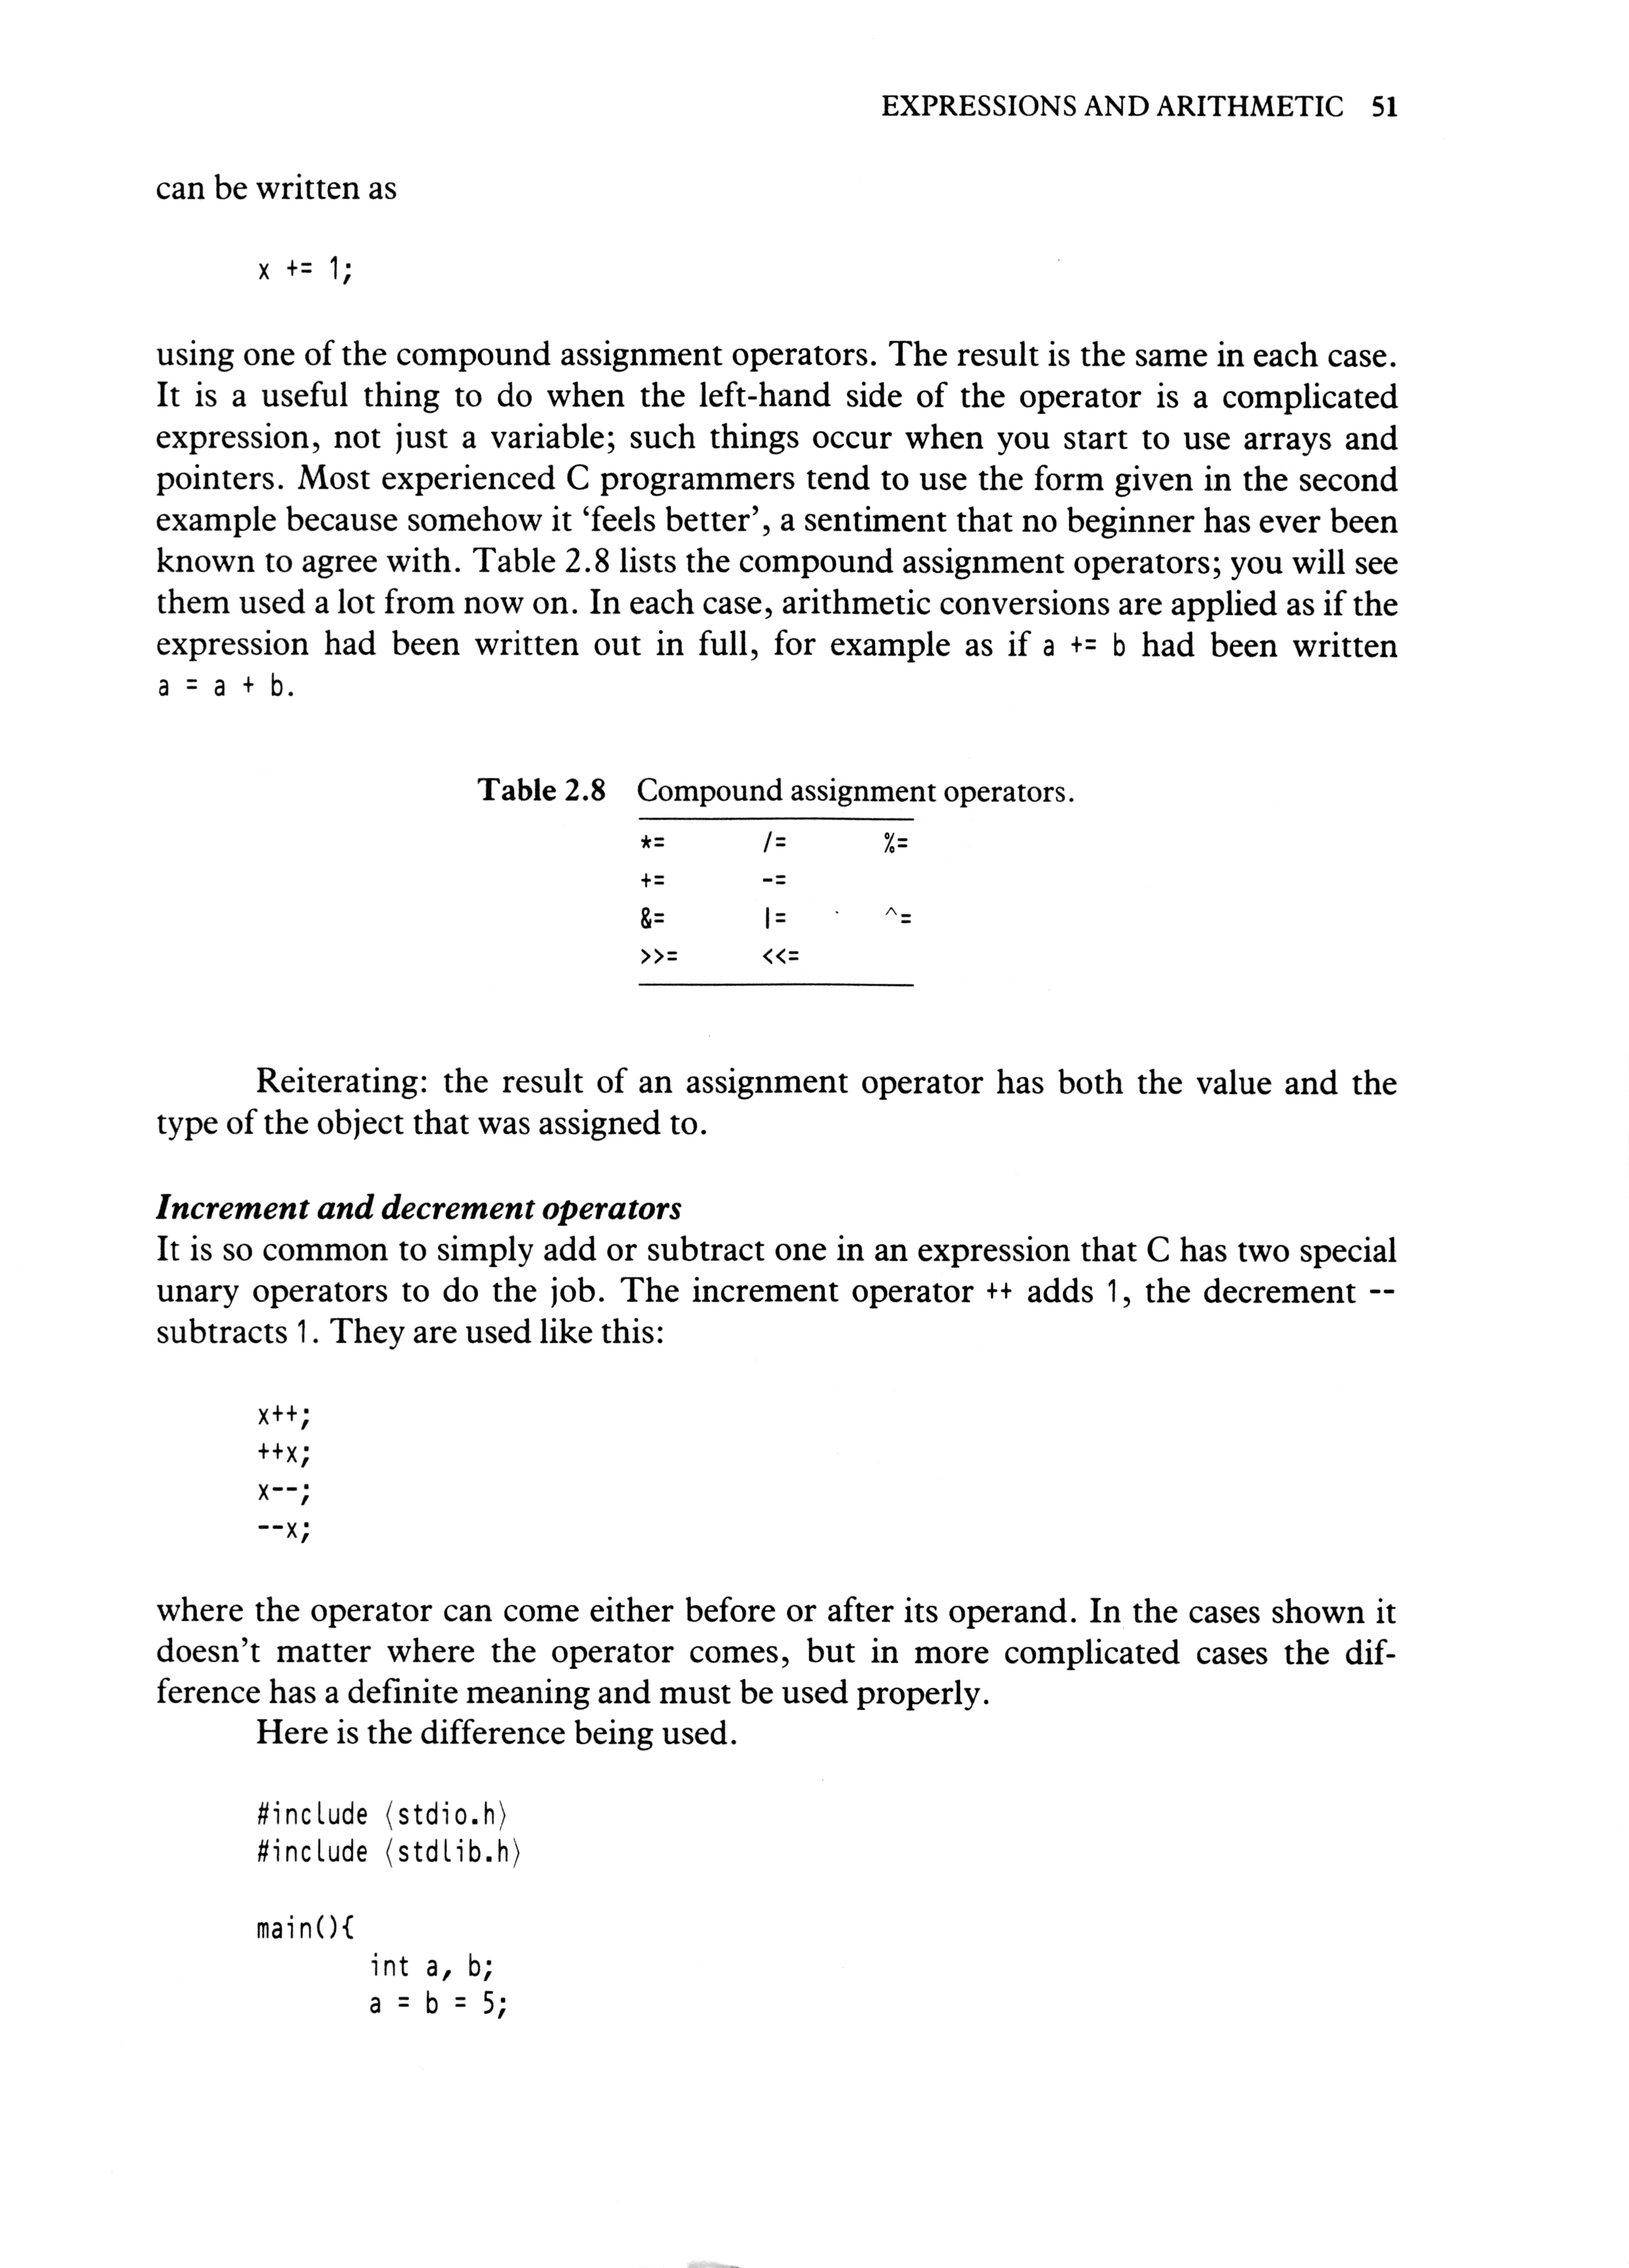 EXPRESSIONS AND ARITHMETIC 51
can be written as
x += 1;
using one of the compound assignment operators. The result is the same in each case.
It is a useful thing to do when the left-hand side of the operator is a complicated
expression, not just a variable; such things occur when you start to use arrays and
pointers. Most experienced C programmers tend to use the form given in the second
example because somehow it ‘feels better’, a sentiment that no beginner has ever been
known to agree with. Table 2.8 lists the compound assignment operators; you will see
them used a lot from now on. In each case, arithmetic conversions are applied as if the
expression had been written out in full, for example as if a += b had been written
a = a + b.
Table 2.8 Compound assignment operators.
*= /= %=
+= -=
&= |= ^=
>>= <<=
Reiterating: the result of an assignment operator has both the value and the
type of the object that was assigned to.
Increment and decrement operators
It is so common to simply add or subtract one in an expression that C has two special
unary operators to do the job. The increment operator ++ adds 1, the decrement --
subtracts 1. They are used like this:
x++;
++x;
x--;
--x;
where the operator can come either before or after its operand. In the cases shown it
doesn’t matter where the operator comes, but in more complicated cases the dif-
ference has a definite meaning and must be used properly.
Here is the difference being used.
#include ⟨stdio.h⟩
#include ⟨stdlib.h⟩
main(){
int a, b;
a = b = 5;